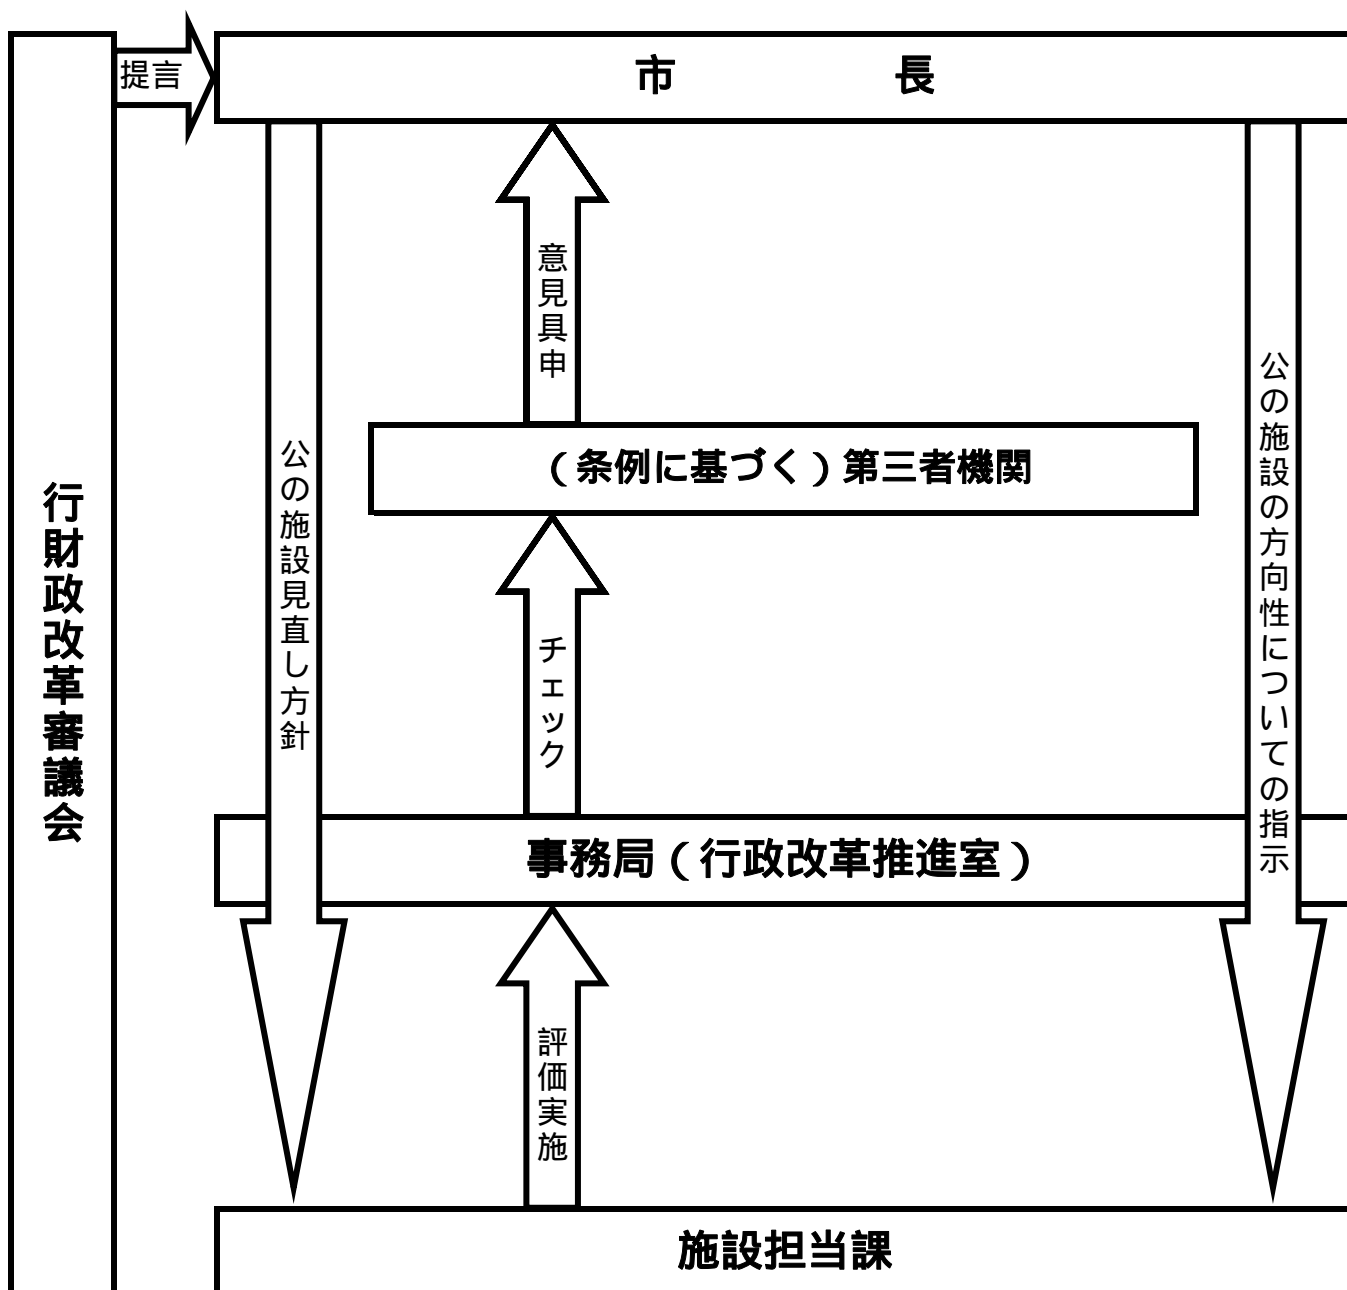 提言
市長
意見具申
公の施設の方向性についての指示
（条例に基づく）第三者機関
公の施設見直し方針
行財政改革審議会
チェック
事務局（行政改革推進室）
評価実施
施設担当課